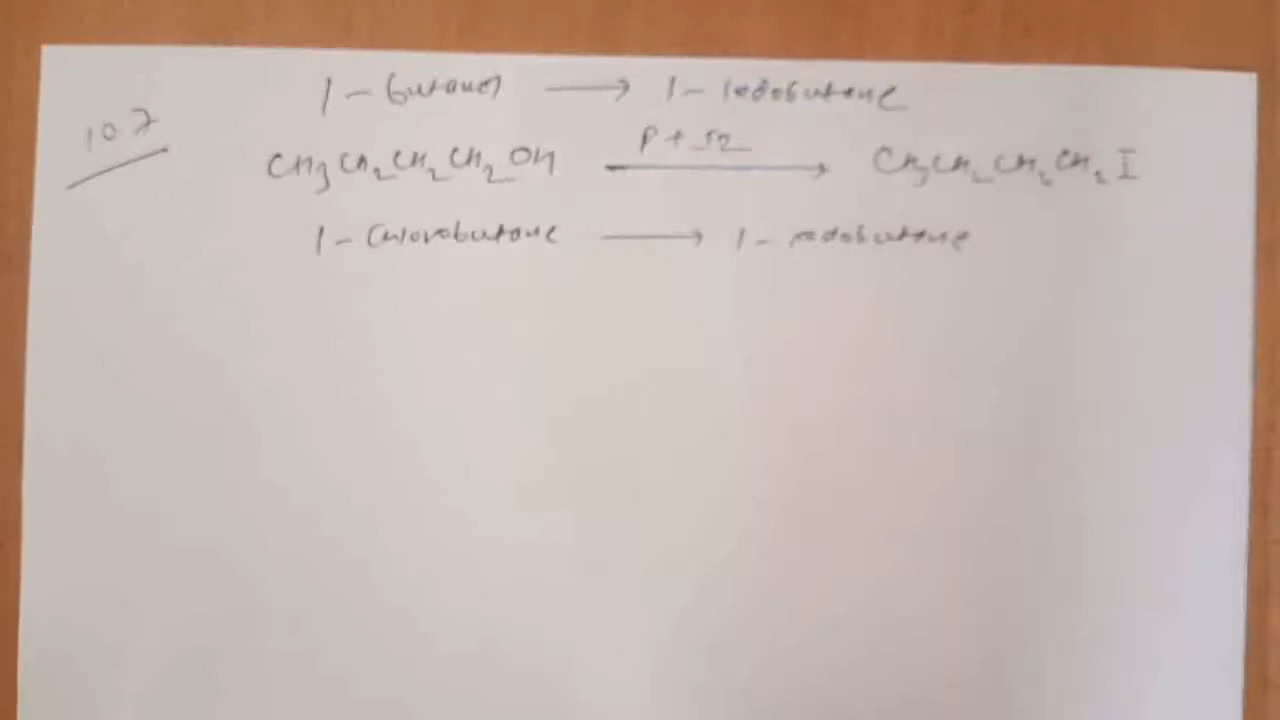 1 - butanol ⟶ 1 - Iodobutane
10.7
CH3CH2CH2CH2OH P + I2 ⟶ CH3CH2CH2CH2I
1 - Chlorobutane ⟶ 1 - iodobutane